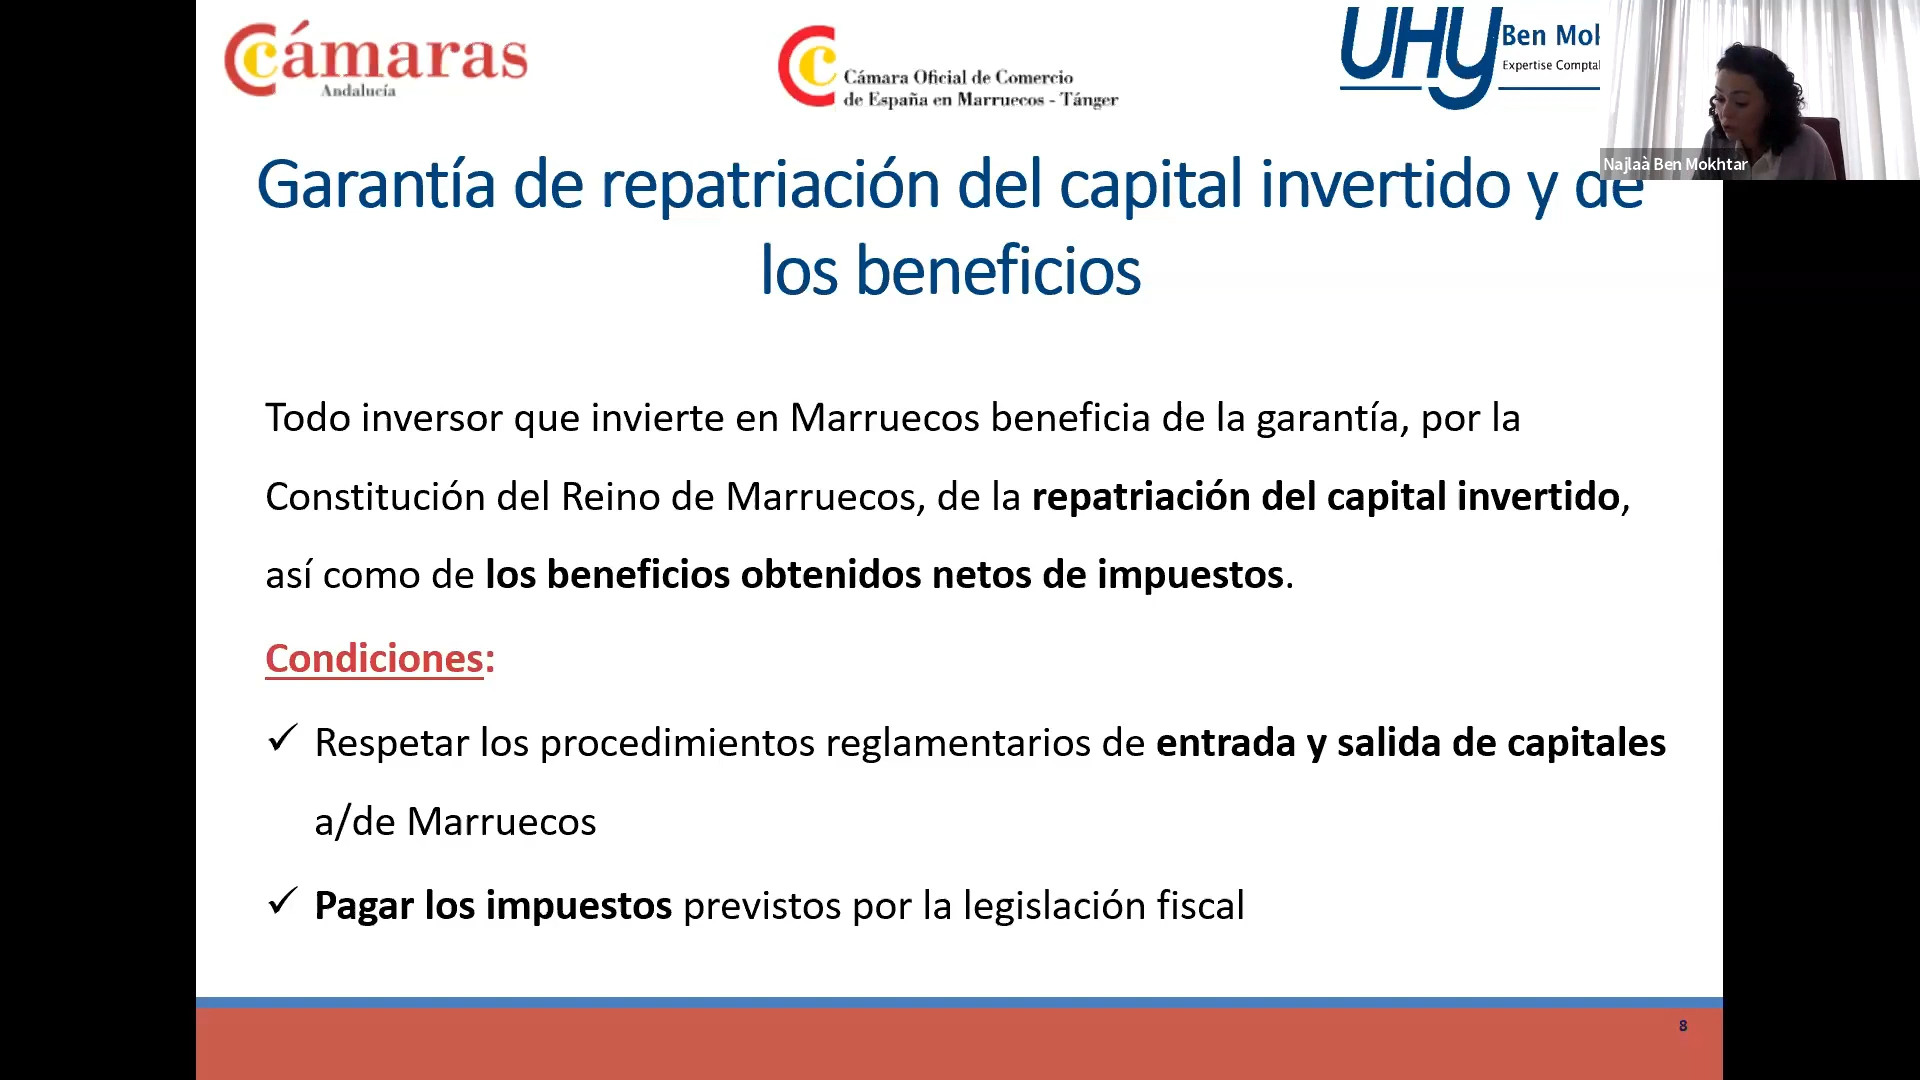 Cámaras
Andalucía
Cámara Oficial de Comercio
de España en Marruecos - Tánger
UHY
Ben Mol
Expertise Comptal
Najlaà Ben Mokhtar
Garantía de repatriación del capital invertido y de
los beneficios
Todo inversor que invierte en Marruecos beneficia de la garantía, por la
Constitución del Reino de Marruecos, de la repatriación del capital invertido,
así como de los beneficios obtenidos netos de impuestos.
Condiciones:
✓ Respetar los procedimientos reglamentarios de entrada y salida de capitales
a/de Marruecos
✓ Pagar los impuestos previstos por la legislación fiscal
8